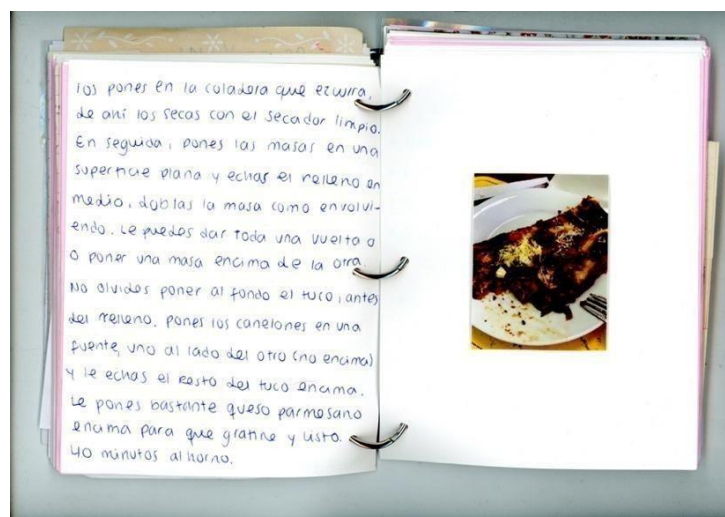 los pones en la coladera que ezcurra,
de ahí los secas con el secador limpio.
En seguida, pones las masas en una
superficie plana y echas el relleno en
medio, doblas la masa como envolvi-
endo. Le puedes dar toda una vuelta o
o poner una masa encima de la otra.
No olvides poner al fondo el tuco, antes
del relleno. Pones los canelones en una
fuente, uno al lado del otro (no encima)
y le echas el resto del tuco encima.
Le pones bastante queso parmesano
encima para que gratine y listo.
40 minutos al horno.